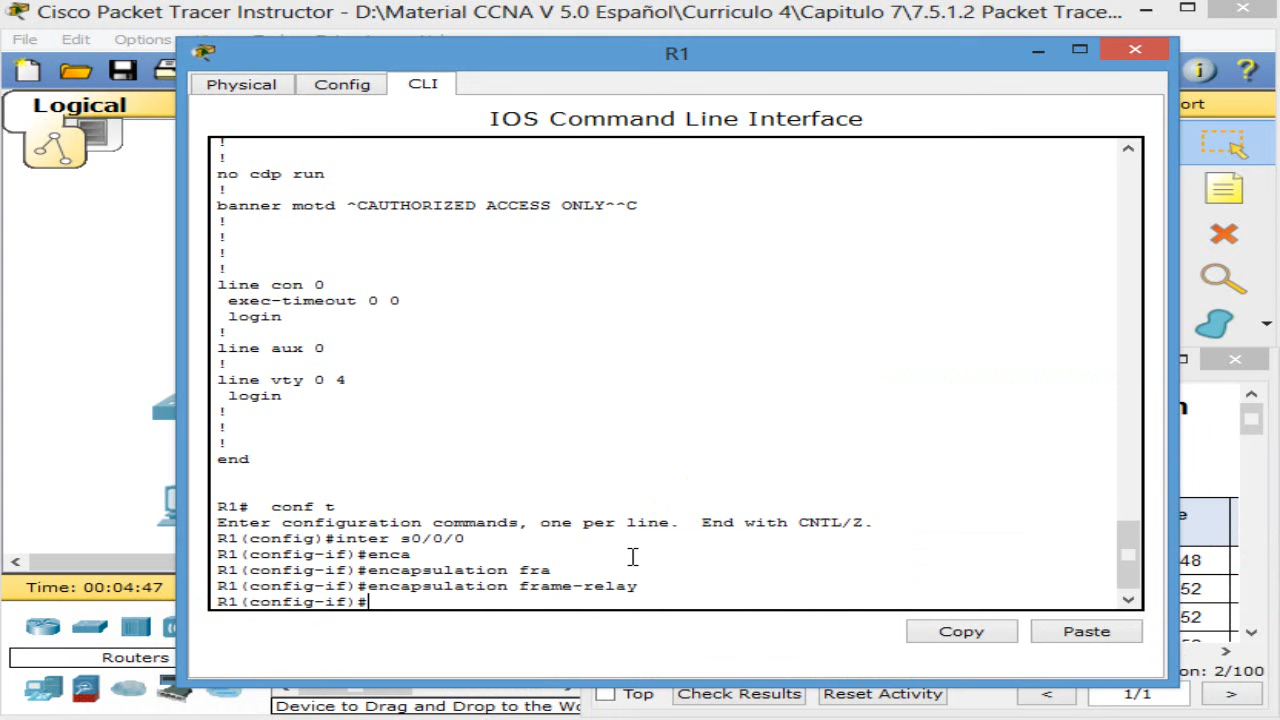 Cisco Packet Tracer Instructor - D:\Material CCNA V 5.0 Español\Curriculo 4\Capitulo 7\7.5.1.2 Packet Trace...
File Edit Options
R1
Physical Config CLI
Logical
ort
IOS Command Line Interface
!
!
no cdp run
!
banner motd ^CAUTHORIZED ACCESS ONLY^^C
!
!
!
!
line con 0
exec-timeout 0 0
login
!
line aux 0
!
line vty 0 4
login
!
!
!
end
R1# conf t
Enter configuration commands, one per line. End with CNTL/Z.
R1(config)#inter s0/0/0
R1(config-if)#enca
R1(config-if)#encapsulation fra
R1(config-if)#encapsulation frame-relay
R1(config-if)#
n
e
48
52
52
Time: 00:04:47
Copy Paste
Routers
on: 2/100
Top Check Results Reset Activity < 1/1 >
Device to Drag and Drop to the Wo